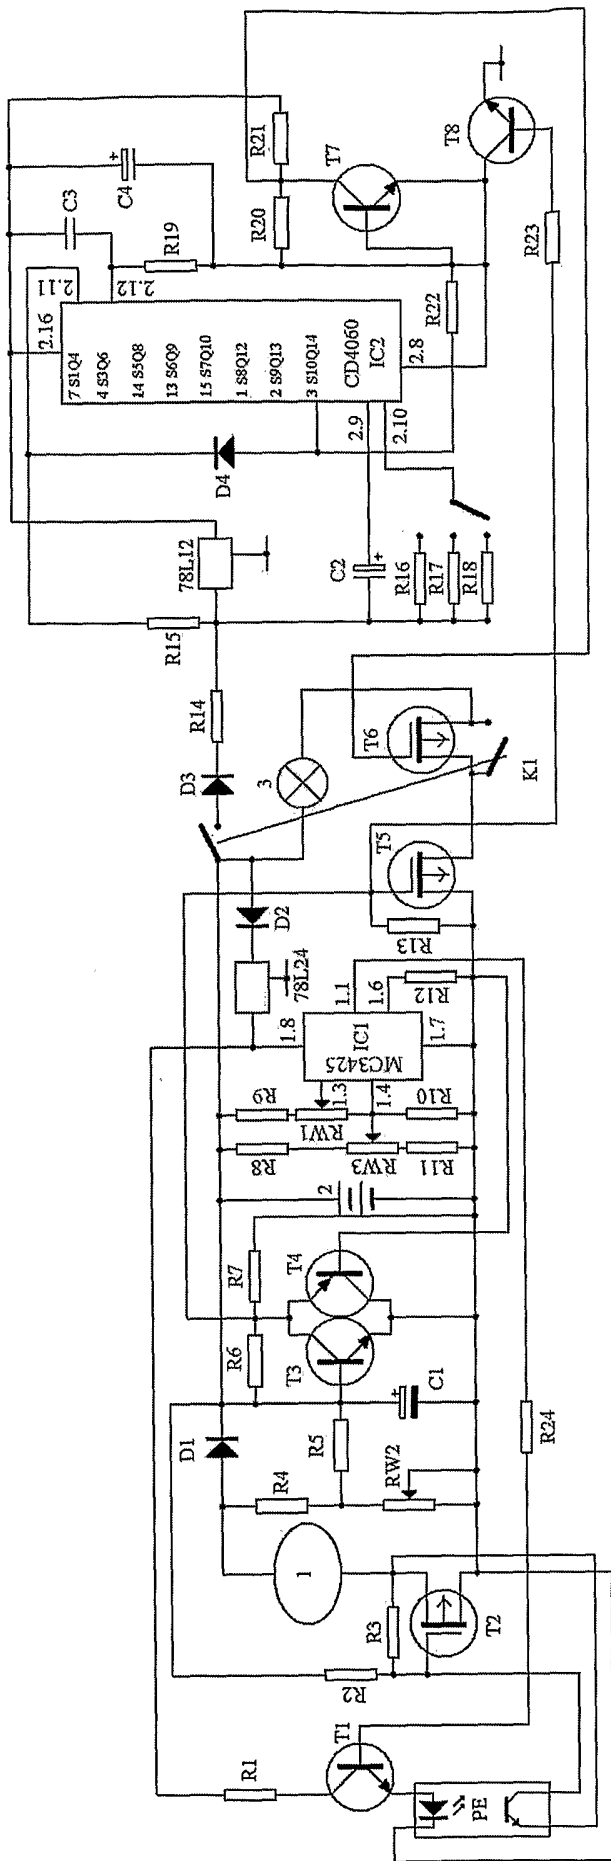 R1
T1
PE
R2
R3
T2
1
D1
R4
R5
RW2
C1
T3
T4
R6
R7
2
R8
R9
RW1
RW3
R10
R11
1.3
1.4
1.8
IC1
MC3425
1.7
1.1
1.6
R12
R24
78L24
D2
R13
T5
T6
K1
3
D3
R14
R15
78L12
C2
R16
R17
R18
D4
2.9
2.10
2.16
2.11
2.12
7 S1Q4
4 S3Q6
14 S5Q8
13 S6Q9
15 S7Q10
1 S8Q12
2 S9Q13
3 S10Q14
CD4060
IC2
2.8
C3
+
C4
R19
R20
R21
R22
T7
T8
R23
+
+